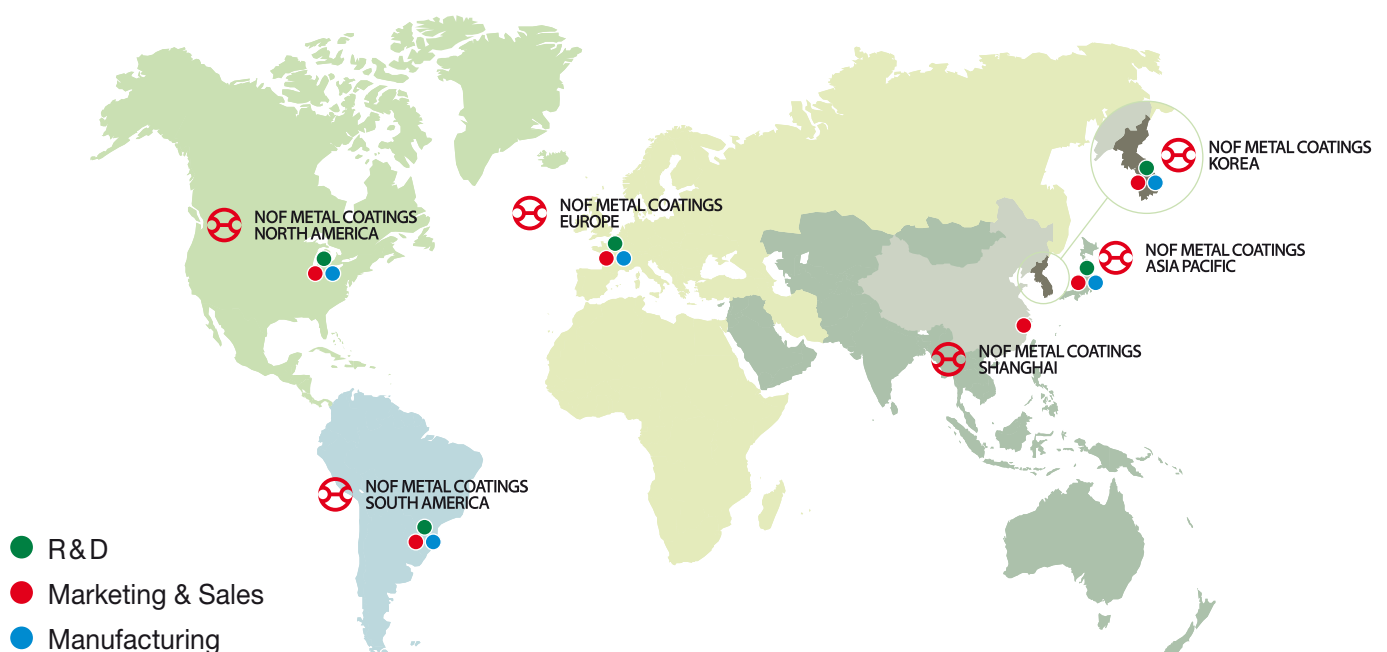 NOF METAL COATINGS
KOREA
NOF METAL COATINGS
EUROPE
NOF METAL COATINGS
NORTH AMERICA
NOF METAL COATINGS
ASIA PACIFIC
NOF METAL COATINGS
SHANGHAI
NOF METAL COATINGS
SOUTH AMERICA
R & D
Marketing & Sales
Manufacturing